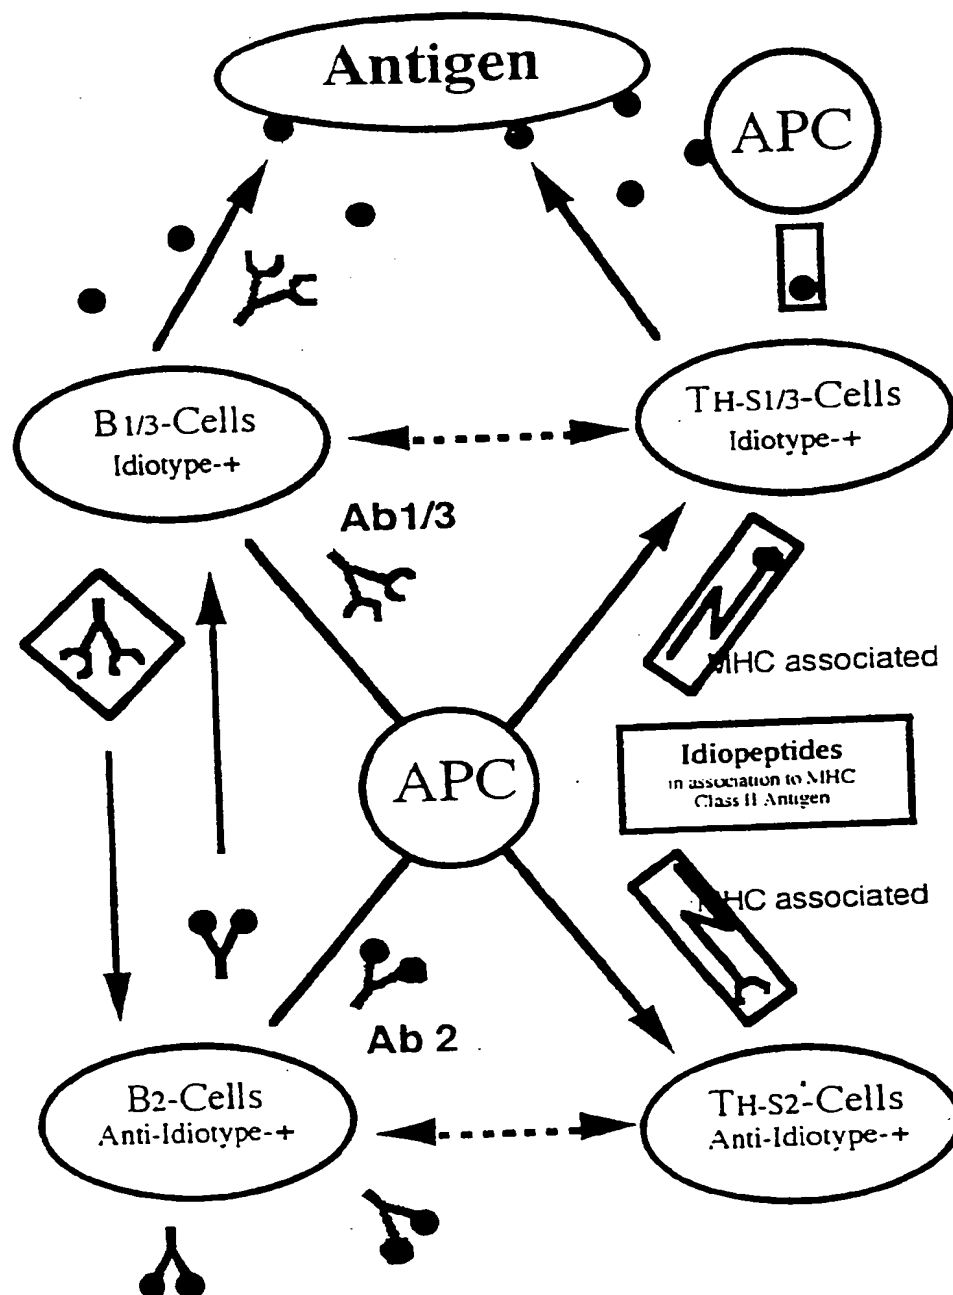 Antigen
APC
B1/3-Cells
Idiotype-+
TH-S1/3-Cells
Idiotype-+
Ab1/3
MHC associated
APC
Idiopeptides
in association to MHC
Class II Antigen
MHC associated
Ab 2
B2-Cells
Anti-Idiotype-+
TH-S2-Cells
Anti-Idiotype-+